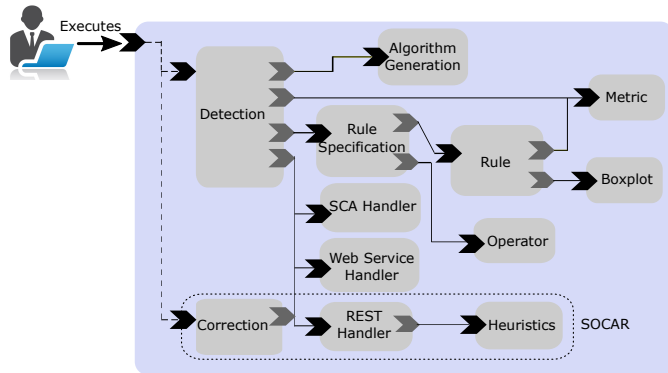 Executes
Algorithm
Generation
Detection
Metric
Rule
Specification
Rule
Boxplot
SCA Handler
Operator
Web Service
Handler
Correction
REST
Handler
Heuristics
SOCAR